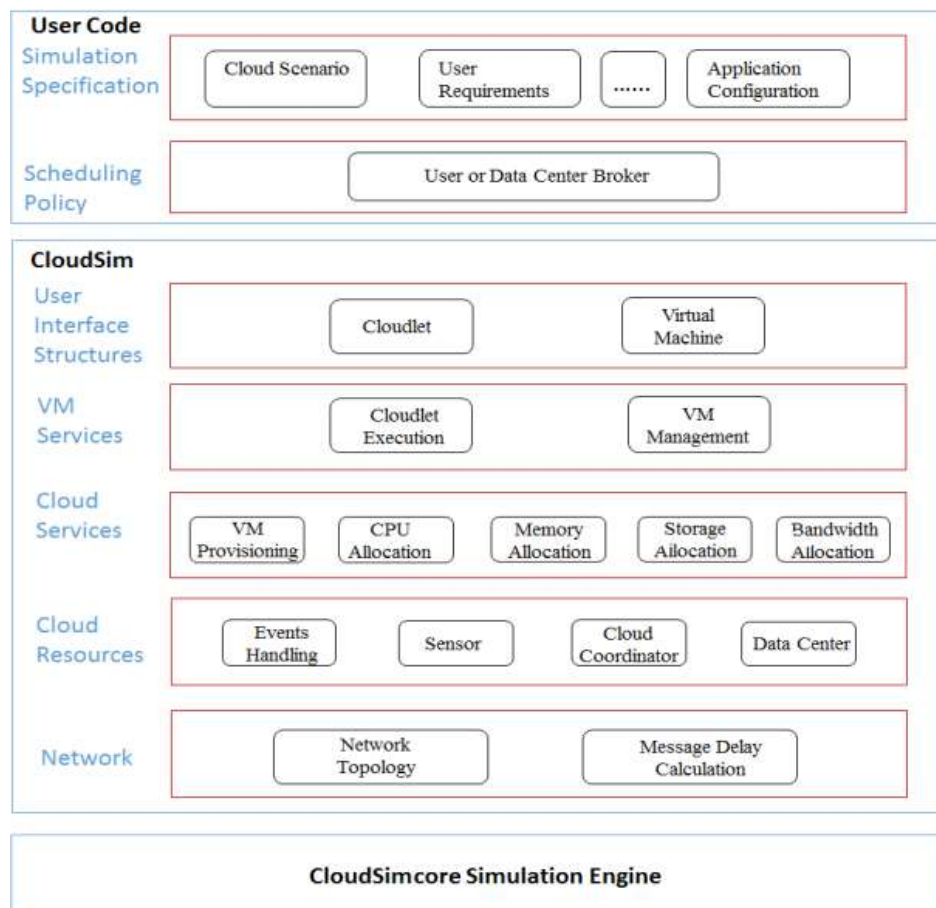 User Code
Simulation
Specification
Cloud Scenario
User
Requirements
......
Application
Configuration
Scheduling
Policy
User or Data Center Broker
CloudSim
User
Interface
Structures
Cloudlet
Virtual
Machine
VM
Services
Cloudlet
Execution
VM
Management
Cloud
Services
VM
Provisioning
CPU
Allocation
Memory
Allocation
Storage
Ailocation
Bandwidth
Ailocation
Cloud
Resources
Events
Handling
Sensor
Cloud
Coordinator
Data Center
Network
Network
Topology
Message Delay
Calculation
CloudSimcore Simulation Engine